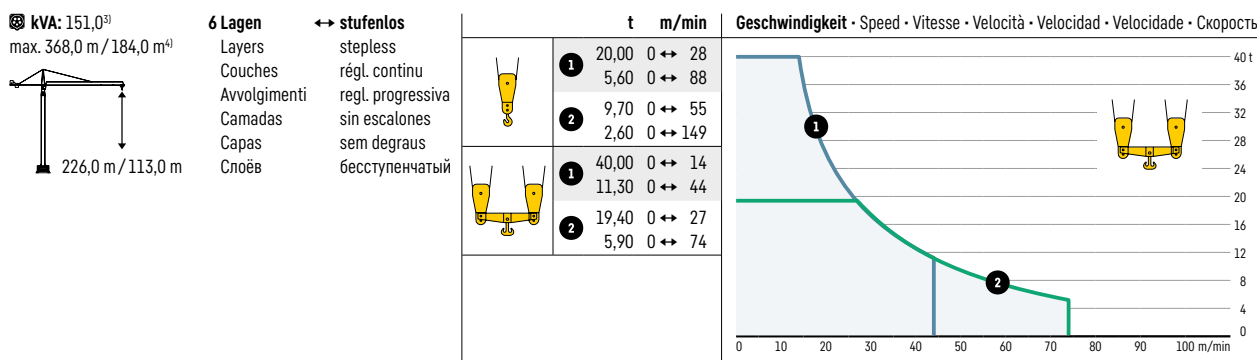 kVA: 151,0³⁾
max. 368,0 m / 184,0 m⁴⁾
226,0 m / 113,0 m
6 Lagen ↔ stufenlos
Layers stepless
Couches régl. continu
Avvolgimenti regl. progressiva
Camadas sin escalones
Capas sem degraus
Слоёв бесступенчатый
t m/min
1 20,00 0 ↔ 28
5,60 0 ↔ 88
2 9,70 0 ↔ 55
2,60 0 ↔ 149
1 40,00 0 ↔ 14
11,30 0 ↔ 44
2 19,40 0 ↔ 27
5,90 0 ↔ 74
Geschwindigkeit · Speed · Vitesse · Velocità · Velocidad · Velocidade · Скорость
40 t
36
32
28
24
20
16
12
8
4
0
1
2
0 10 20 30 40 50 60 70 80 90 100 m/min